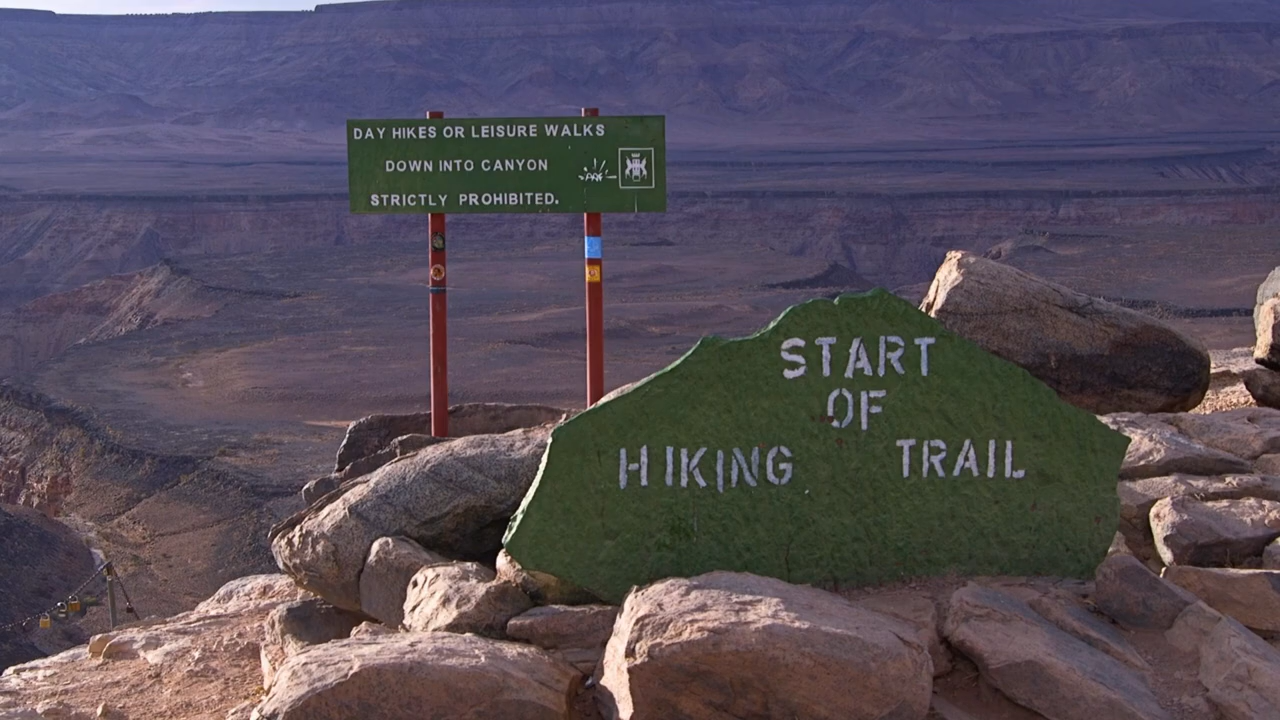 DAY HIKES OR LEISURE WALKS
DOWN INTO CANYON
STRICTLY PROHIBITED.
START
OF
HIKING TRAIL